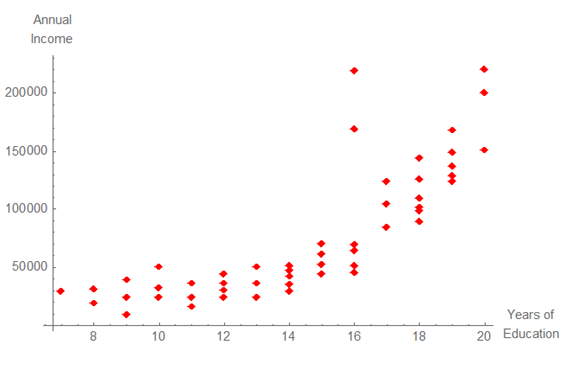 Annual
Income
200000
150000
100000
50000
8 10 12 14 16 18 20
Years of
Education